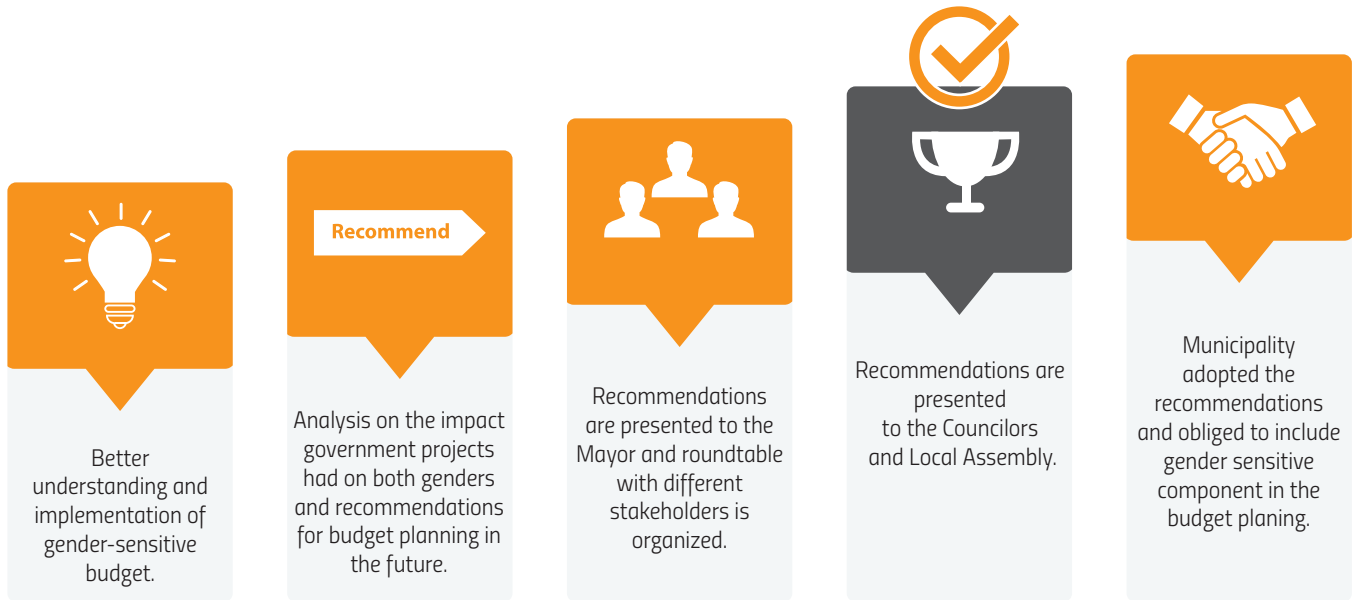 Better
understanding and
implementation of
gender-sensitive
budget.
Recommend
Analysis on the impact
government projects
had on both genders
and recommendations
for budget planning in
the future.
Recommendations
are presented to the
Mayor and roundtable
with different
stakeholders is
organized.
Recommendations are
presented
to the Councilors
and Local Assembly.
Municipality
adopted the
recommendations
and obliged to include
gender sensitive
component in the
budget planing.